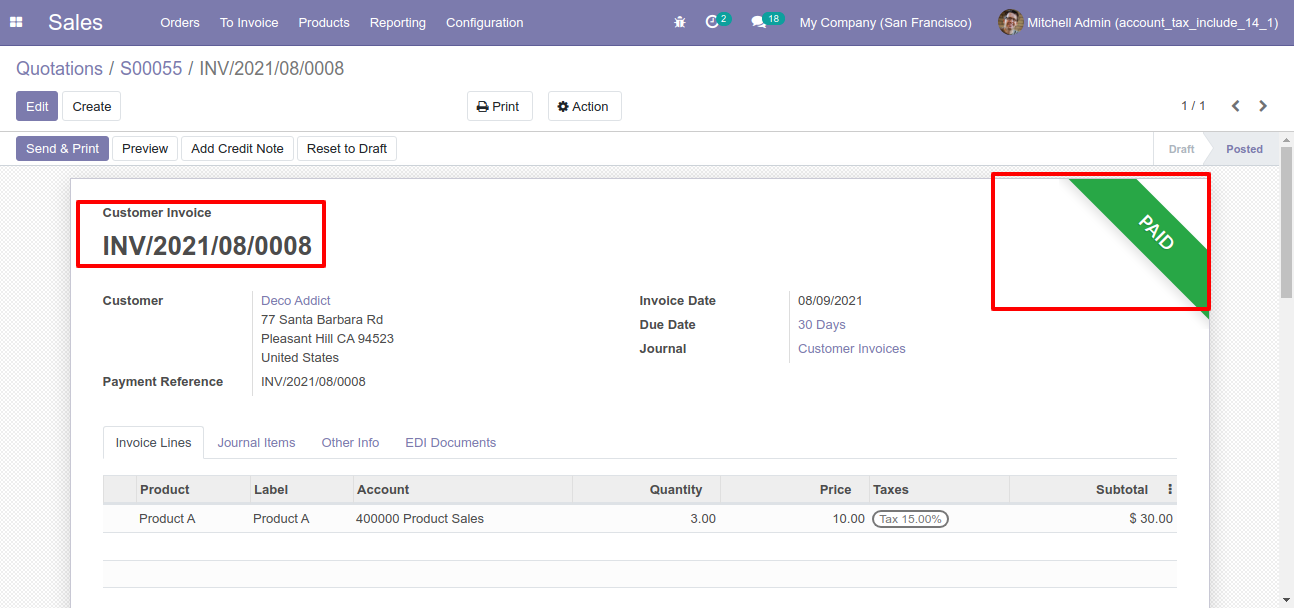 Sales Orders To Invoice Products Reporting Configuration 2 18 My Company (San Francisco) Mitchell Admin (account_tax_include_14_1)
Quotations / S00055 / INV/2021/08/0008
Edit Create Print Action 1 / 1
Send & Print Preview Add Credit Note Reset to Draft Draft Posted
PAID
Customer Invoice
INV/2021/08/0008
Customer Deco Addict Invoice Date 08/09/2021
77 Santa Barbara Rd Due Date 30 Days
Pleasant Hill CA 94523 Journal Customer Invoices
United States
Payment Reference INV/2021/08/0008
Invoice Lines Journal Items Other Info EDI Documents
Product Label Account Quantity Price Taxes Subtotal
Product A Product A 400000 Product Sales 3.00 10.00 Tax 15.00% $ 30.00